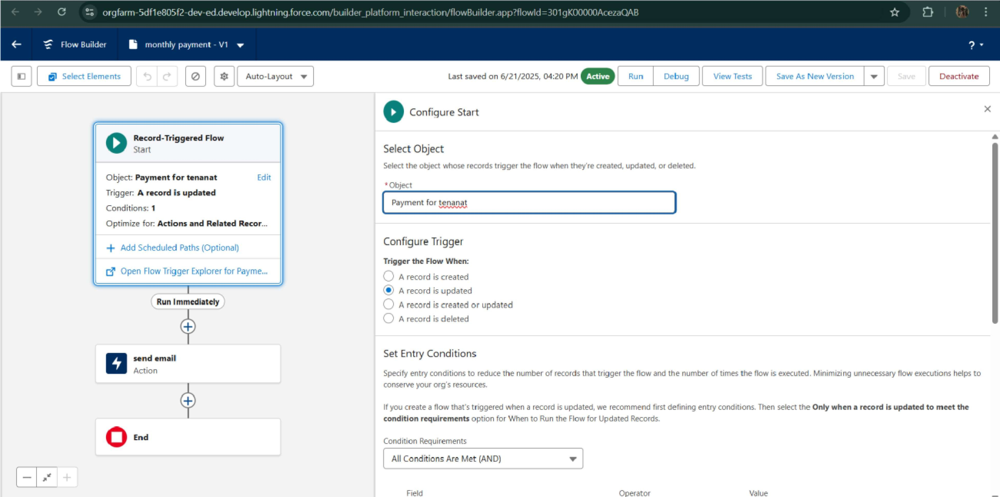 orgfarm-5df1e805f2-dev-ed.develop.lightning.force.com/builder_platform_interaction/flowBuilder.app?flowId=301gK00000AcezaQAB
Flow Builder
monthly payment - V1
?
Select Elements
Auto-Layout
Last saved on 6/21/2025, 04:20 PM
Active
Run
Debug
View Tests
Save As New Version
Save
Deactivate
Record-Triggered Flow
Start
Object: Payment for tenanat
Edit
Trigger: A record is updated
Conditions: 1
Optimize for: Actions and Related Recor...
Add Scheduled Paths (Optional)
Open Flow Trigger Explorer for Payme...
Run Immediately
send email
Action
End
Configure Start
Select Object
Select the object whose records trigger the flow when they're created, updated, or deleted.
*Object
Payment for tenanat
Configure Trigger
Trigger the Flow When:
A record is created
A record is updated
A record is created or updated
A record is deleted
Set Entry Conditions
Specify entry conditions to reduce the number of records that trigger the flow and the number of times the flow is executed. Minimizing unnecessary flow executions helps to
conserve your org's resources.
If you create a flow that's triggered when a record is updated, we recommend first defining entry conditions. Then select the Only when a record is updated to meet the
condition requirements option for When to Run the Flow for Updated Records.
Condition Requirements
All Conditions Are Met (AND)
Field
Operator
Value